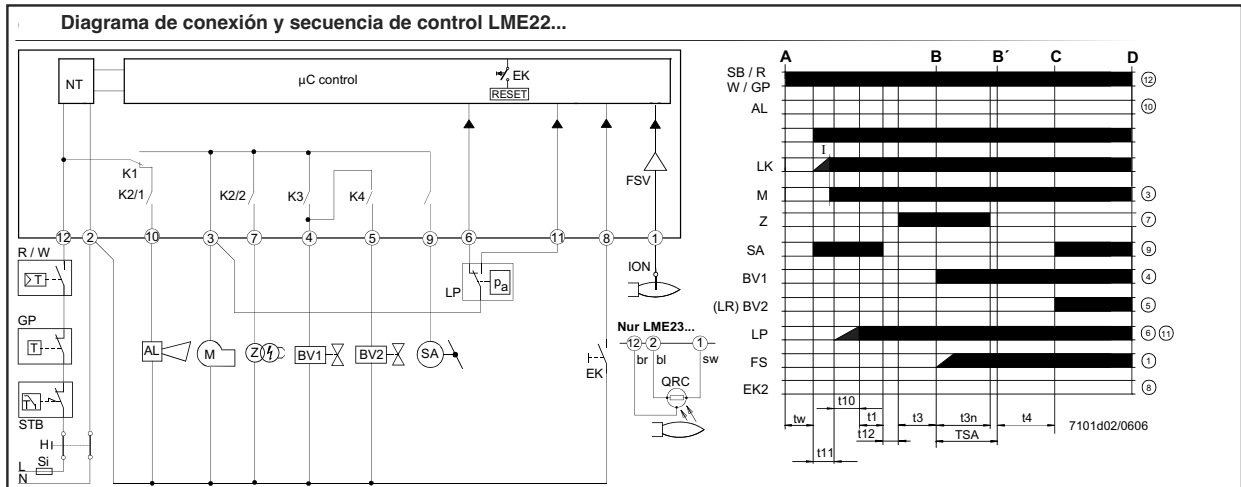 Diagrama de conexión y secuencia de control LME22...
NT
µC control
EK
RESET
K1
K2/1
K2/2
K3
K4
FSV
12
2
10
3
7
4
5
9
6
11
8
1
R / W
T
GP
T
STB
H
Si
L
N
AL
M
Z
BV1
BV2
SA
LP
pa
ION
EK
Nur LME23...
12
2
1
br
bl
sw
QRC
A
B
B´
C
D
SB / R
W / GP
12
AL
10
I
LK
M
3
Z
7
SA
9
BV1
4
(LR) BV2
5
LP
6
11
FS
1
EK2
8
t10
tw
t1
t3
t3n
t4
t12
TSA
t11
7101d02/0606